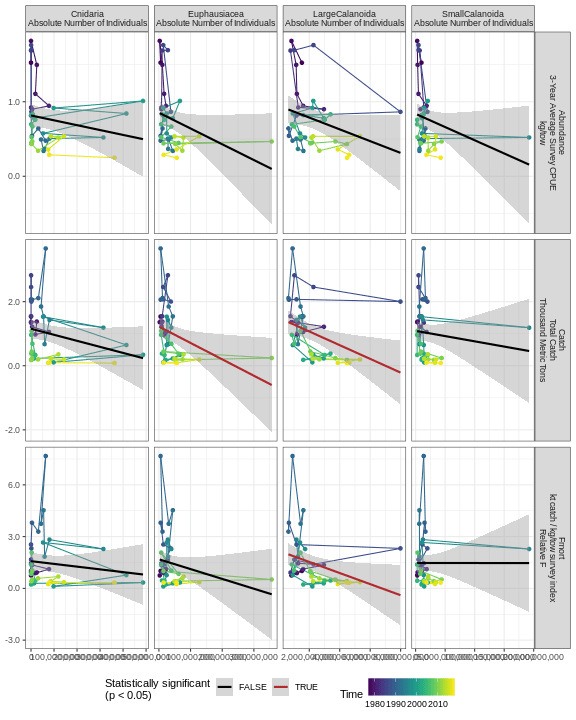 Cnidaria
Absolute Number of Individuals
Euphausiacea
Absolute Number of Individuals
LargeCalanoida
Absolute Number of Individuals
SmallCalanoida
Absolute Number of Individuals
1.0
0.0
Abundance
3-Year Average Survey CPUE
kg/tow
2.0
0.0
-2.0
Catch
Total Catch
Thousand Metric Tons
6.0
3.0
0.0
-3.0
Fmort
kt catch / kg/tow survey index
Relative F
Statistically significant
(p < 0.05)
FALSE
TRUE
Time
1980 1990 2000 2010